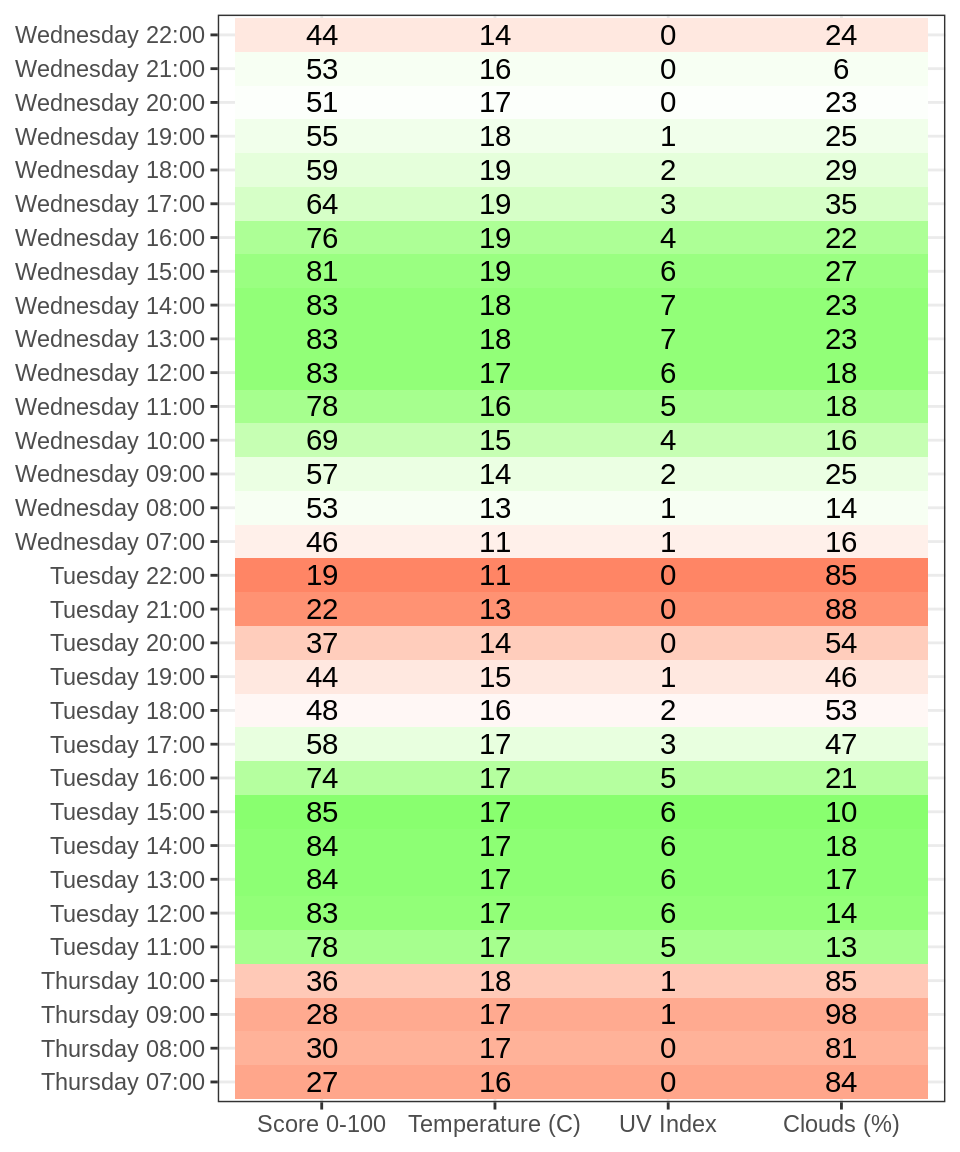 Wednesday 22:00 44 14 0 24
Wednesday 21:00 53 16 0 6
Wednesday 20:00 51 17 0 23
Wednesday 19:00 55 18 1 25
Wednesday 18:00 59 19 2 29
Wednesday 17:00 64 19 3 35
Wednesday 16:00 76 19 4 22
Wednesday 15:00 81 19 6 27
Wednesday 14:00 83 18 7 23
Wednesday 13:00 83 18 7 23
Wednesday 12:00 83 17 6 18
Wednesday 11:00 78 16 5 18
Wednesday 10:00 69 15 4 16
Wednesday 09:00 57 14 2 25
Wednesday 08:00 53 13 1 14
Wednesday 07:00 46 11 1 16
Tuesday 22:00 19 11 0 85
Tuesday 21:00 22 13 0 88
Tuesday 20:00 37 14 0 54
Tuesday 19:00 44 15 1 46
Tuesday 18:00 48 16 2 53
Tuesday 17:00 58 17 3 47
Tuesday 16:00 74 17 5 21
Tuesday 15:00 85 17 6 10
Tuesday 14:00 84 17 6 18
Tuesday 13:00 84 17 6 17
Tuesday 12:00 83 17 6 14
Tuesday 11:00 78 17 5 13
Thursday 10:00 36 18 1 85
Thursday 09:00 28 17 1 98
Thursday 08:00 30 17 0 81
Thursday 07:00 27 16 0 84
Score 0-100 Temperature (C) UV Index Clouds (%)